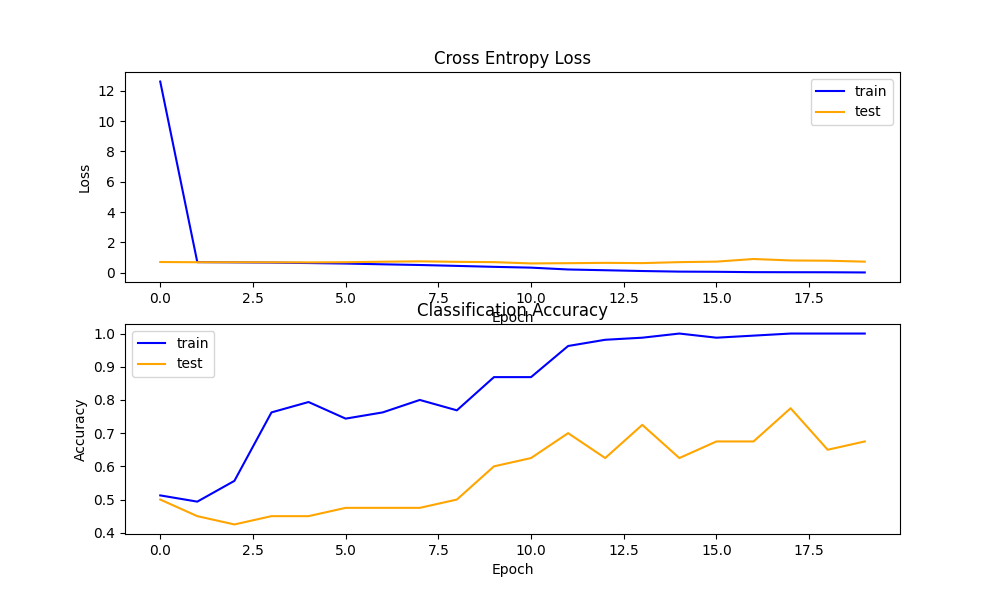 Cross Entropy Loss
12
10
8
6
4
2
0
Loss
train
test
0.0 2.5 5.0 7.5 10.0 12.5 15.0 17.5
Epoch
Classification Accuracy
1.0
0.9
0.8
0.7
0.6
0.5
0.4
Accuracy
train
test
0.0 2.5 5.0 7.5 10.0 12.5 15.0 17.5
Epoch